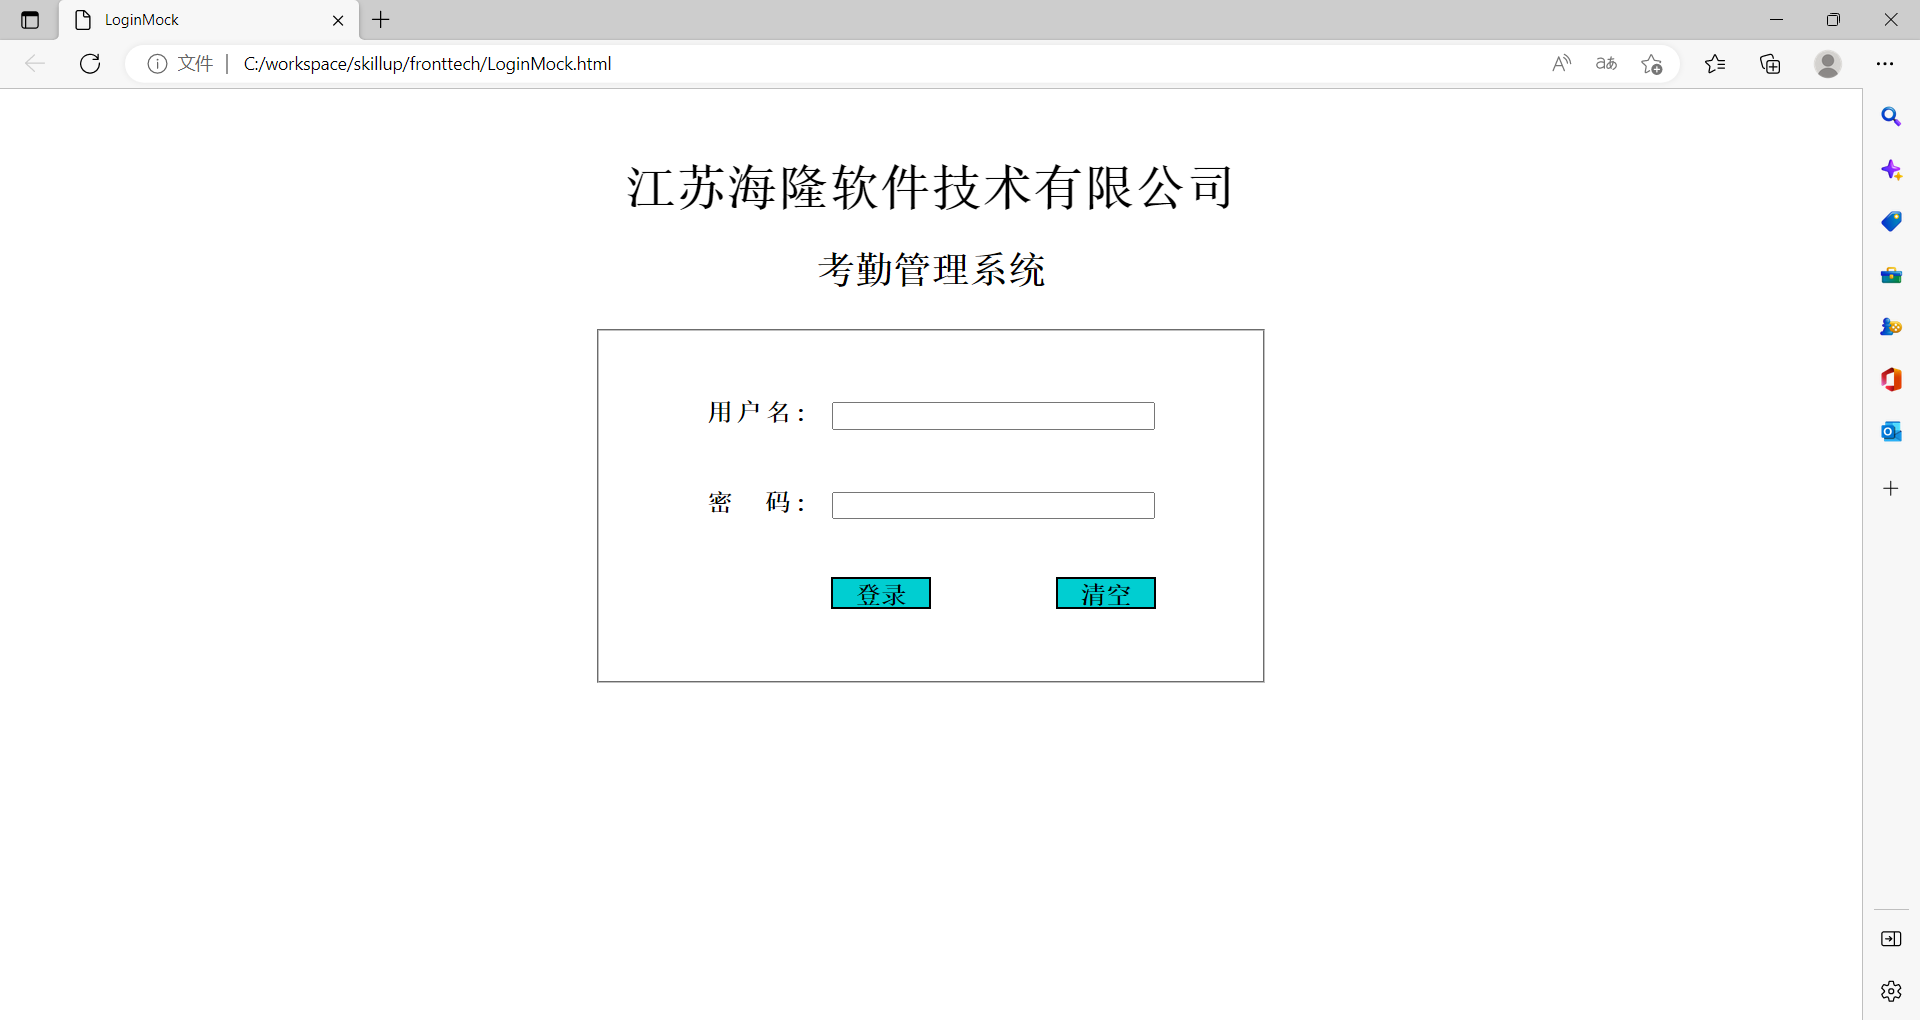 LoginMock
文件
C:/workspace/skillup/fronttech/LoginMock.html
江苏海隆软件技术有限公司
考勤管理系统
用户名：
密 码：
登录 清空